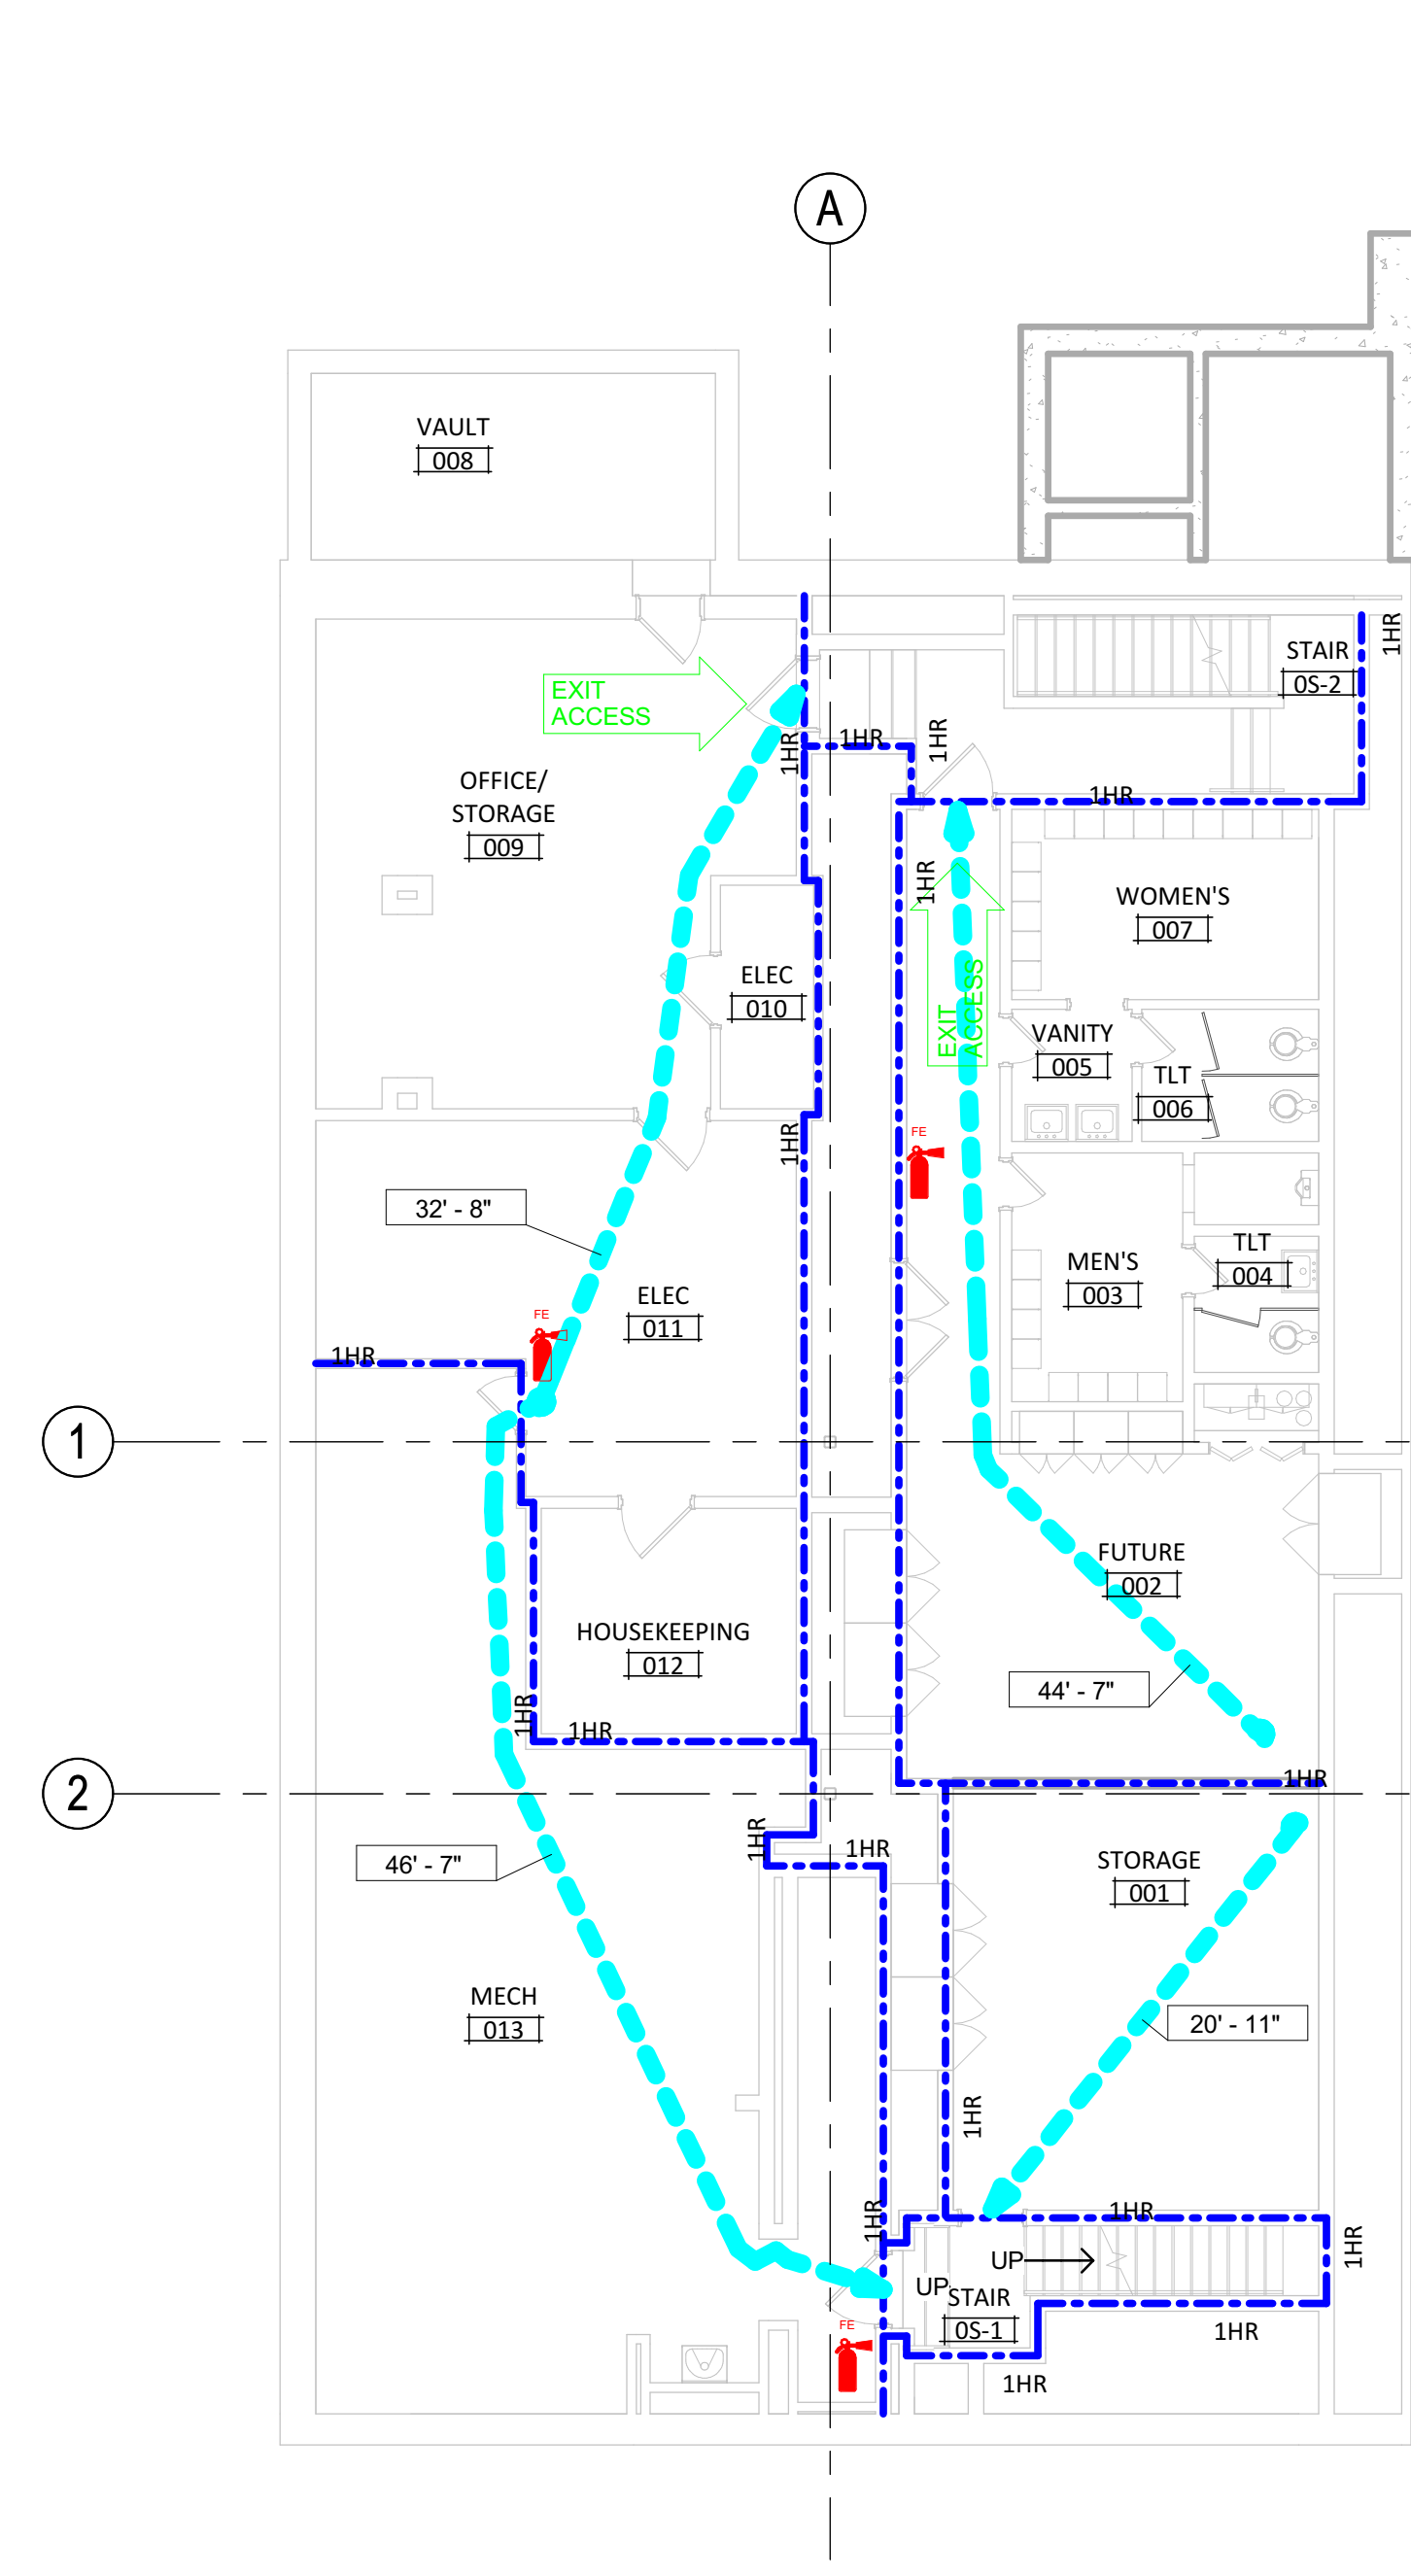 A
VAULT
008
1HR
STAIR
0S-2
EXIT
ACCESS
1HR
1HR
1HR
OFFICE/
STORAGE
009
1HR
1HR
WOMEN'S
007
ELEC
010
EXIT
ACCESS
VANITY
005
TLT
006
FE
1HR
32' - 8"
TLT
004
MEN'S
003
ELEC
011
FE
1HR
1
FUTURE
002
HOUSEKEEPING
012
44' - 7"
1HR
1HR
1HR
2
1HR
1HR
46' - 7"
STORAGE
001
MECH
013
20' - 11"
1HR
1HR
1HR
1HR
UP
UP
STAIR
0S-1
FE
1HR
1HR